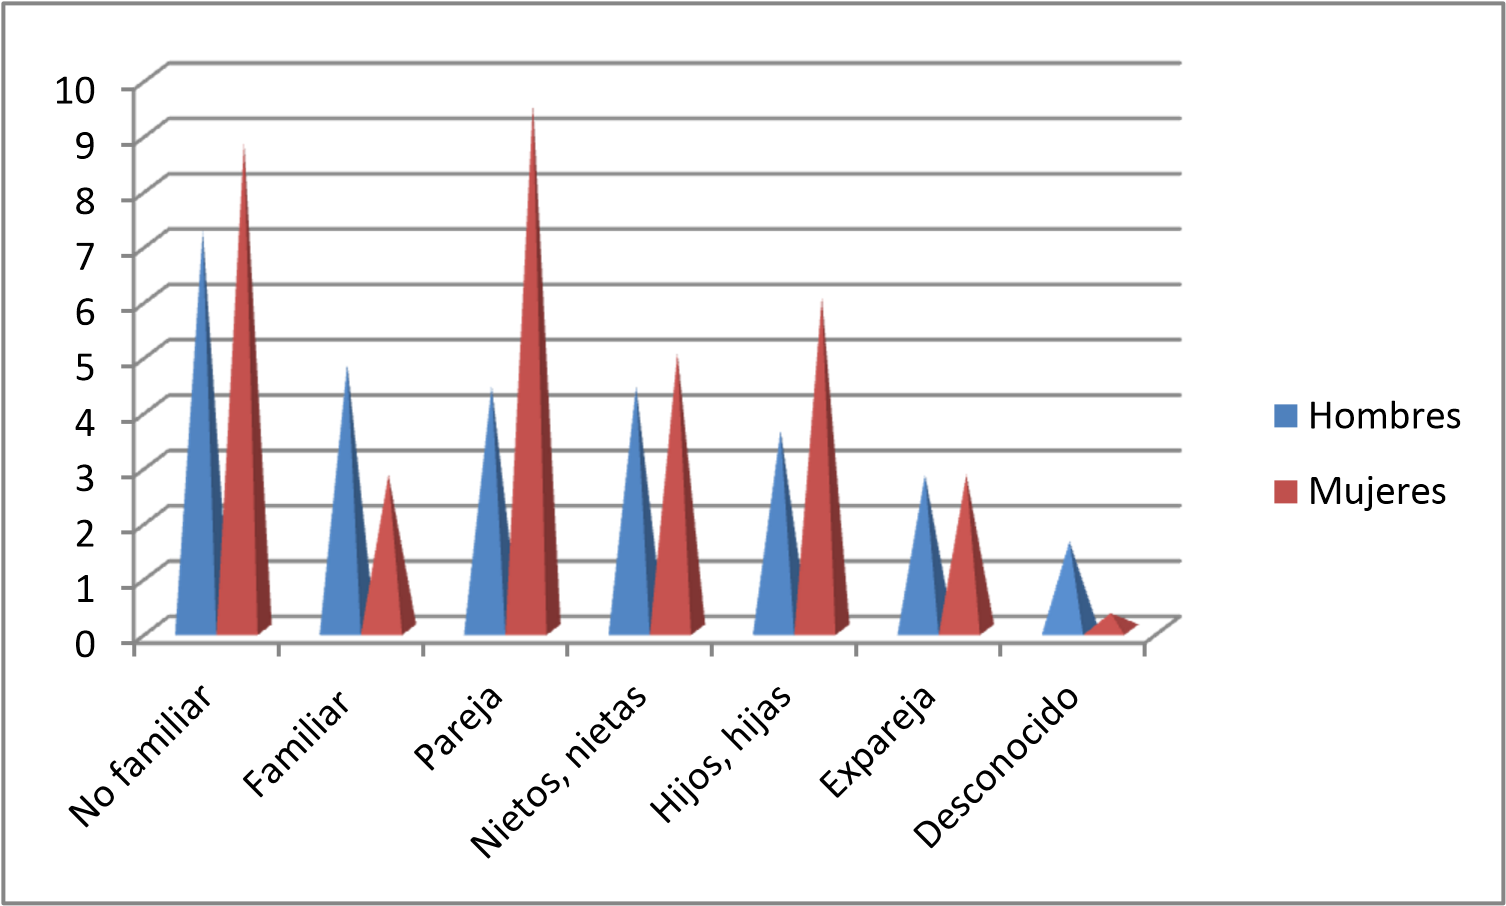 10
9
8
7
6
5
4
3
2
1
0
No familiar
Familiar
Pareja
Nietos, nietas
Hijos, hijas
Expareja
Desconocido
Hombres
Mujeres